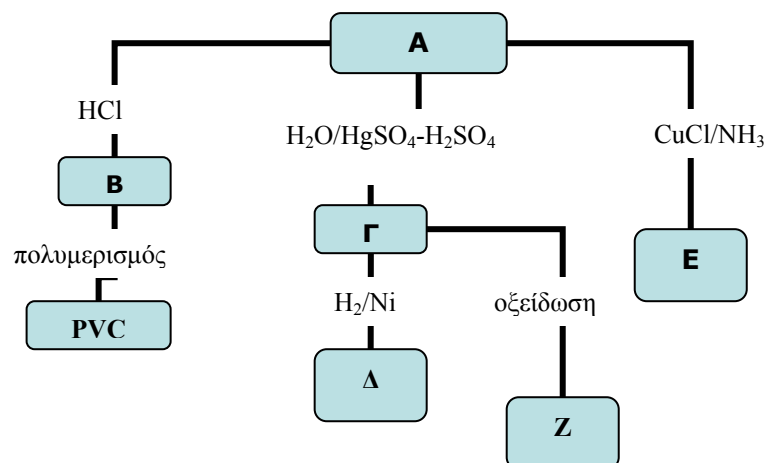 Α
HCl
H₂O/HgSO₄-H₂SO₄
CuCl/NH₃
Β
Γ
Ε
πολυμερισμός
H₂/Ni
οξείδωση
PVC
Δ
Ζ